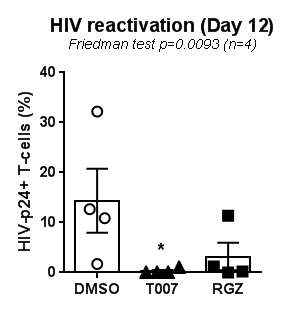 HIV reactivation (Day 12)
Friedman test p=0.0093 (n=4)
HIV-p24+ T-cells (%)
40
30
20
10
0
*
DMSO T007 RGZ